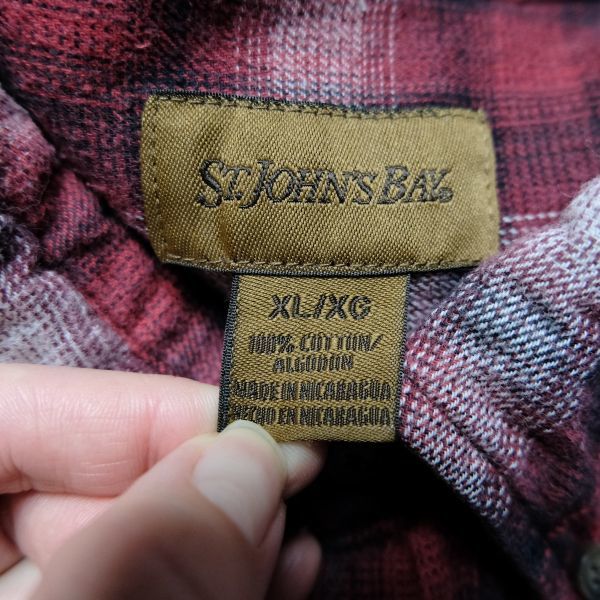 ST. JOHN'S BAY®
XL/XG
100% COTTON/
ALGODON
MADE IN NICARAGUA
HECHO EN NICARAGUA